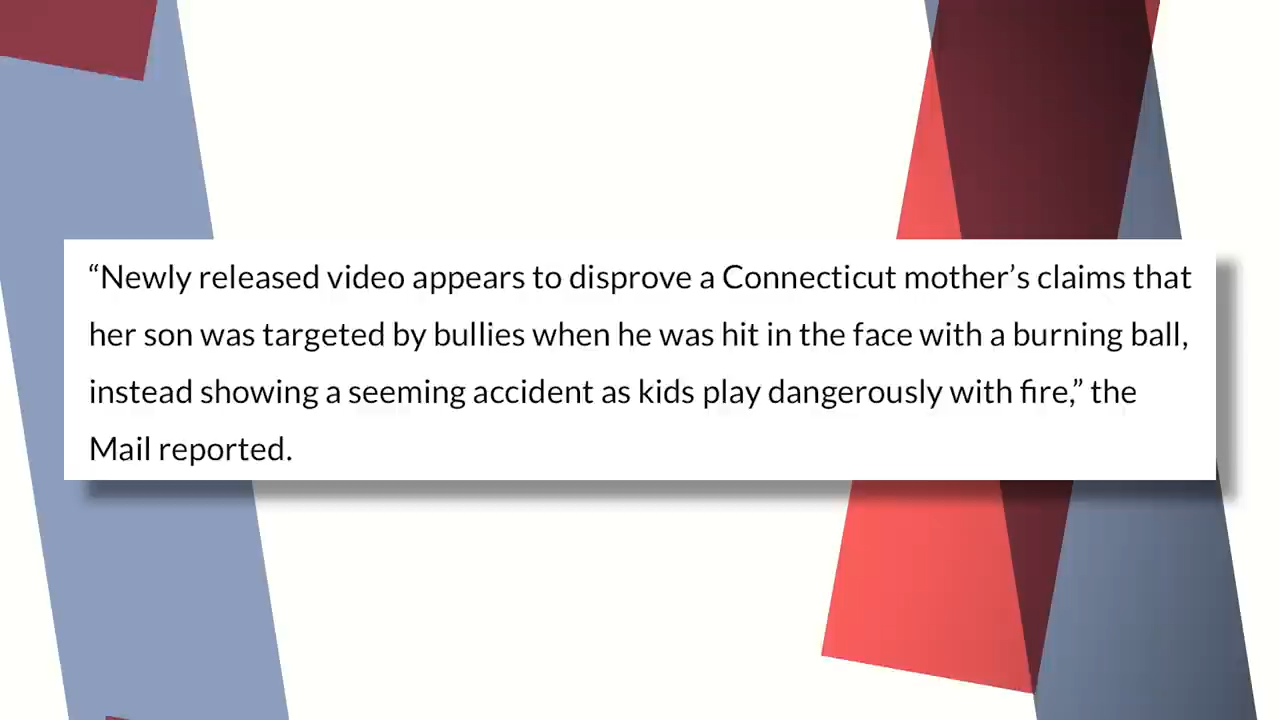 “Newly released video appears to disprove a Connecticut mother’s claims that
her son was targeted by bullies when he was hit in the face with a burning ball,
instead showing a seeming accident as kids play dangerously with fire,” the
Mail reported.